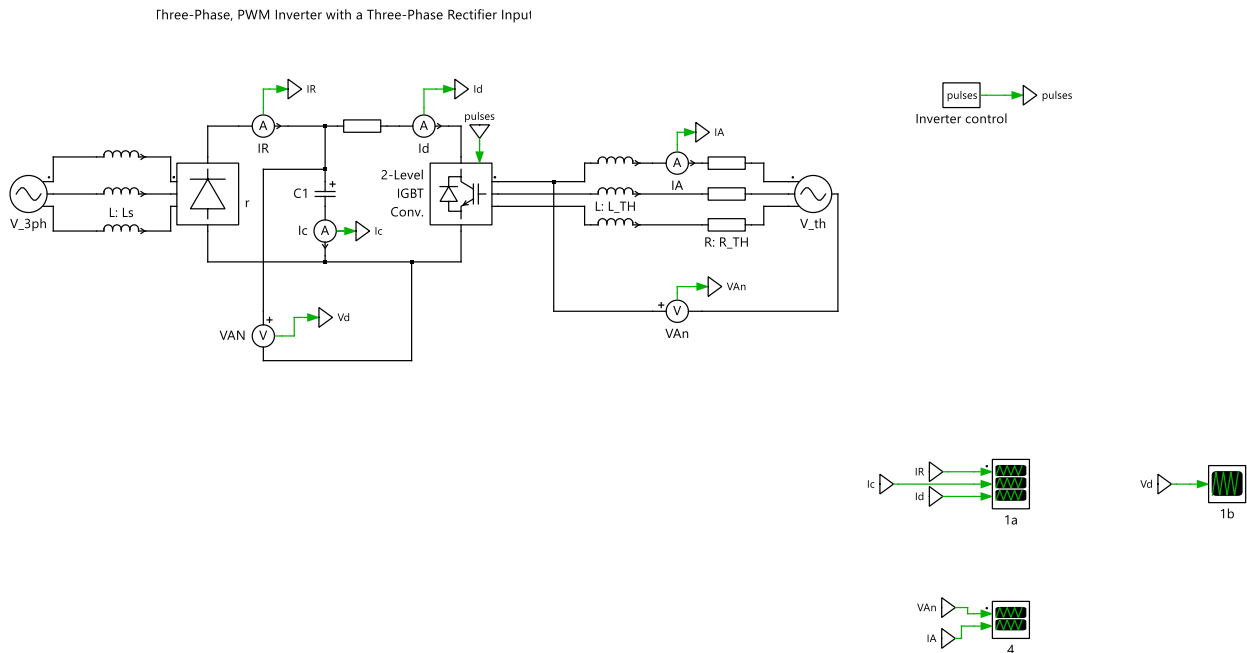 Three-Phase, PWM Inverter with a Three-Phase Rectifier Input
IR
Id
pulses
pulses
pulses
Inverter control
A
IR
A
Id
IA
A
IA
2-Level
IGBT
Conv.
C1
V_3ph
L: Ls
r
L: L_TH
V_th
Ic
A
Ic
R: R_TH
VAn
V
VAn
Vd
VAN
V
IR
Ic
Id
1a
Vd
1b
VAn
IA
4